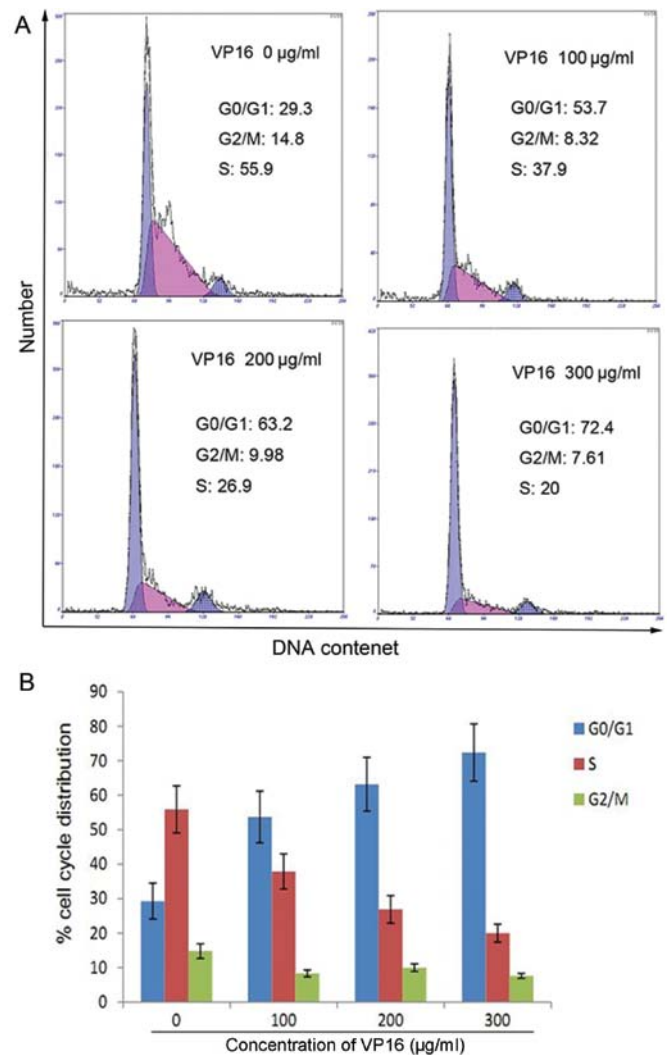 A
VP16 0 µg/ml
G0/G1: 29.3
G2/M: 14.8
S: 55.9
VP16 100 µg/ml
G0/G1: 53.7
G2/M: 8.32
S: 37.9
VP16 200 µg/ml
G0/G1: 63.2
G2/M: 9.98
S: 26.9
VP16 300 µg/ml
G0/G1: 72.4
G2/M: 7.61
S: 20
Number
DNA contenet
B
% cell cycle distribution
90
80
70
60
50
40
30
20
10
0
G0/G1
S
G2/M
0 100 200 300
Concentration of VP16 (µg/ml)